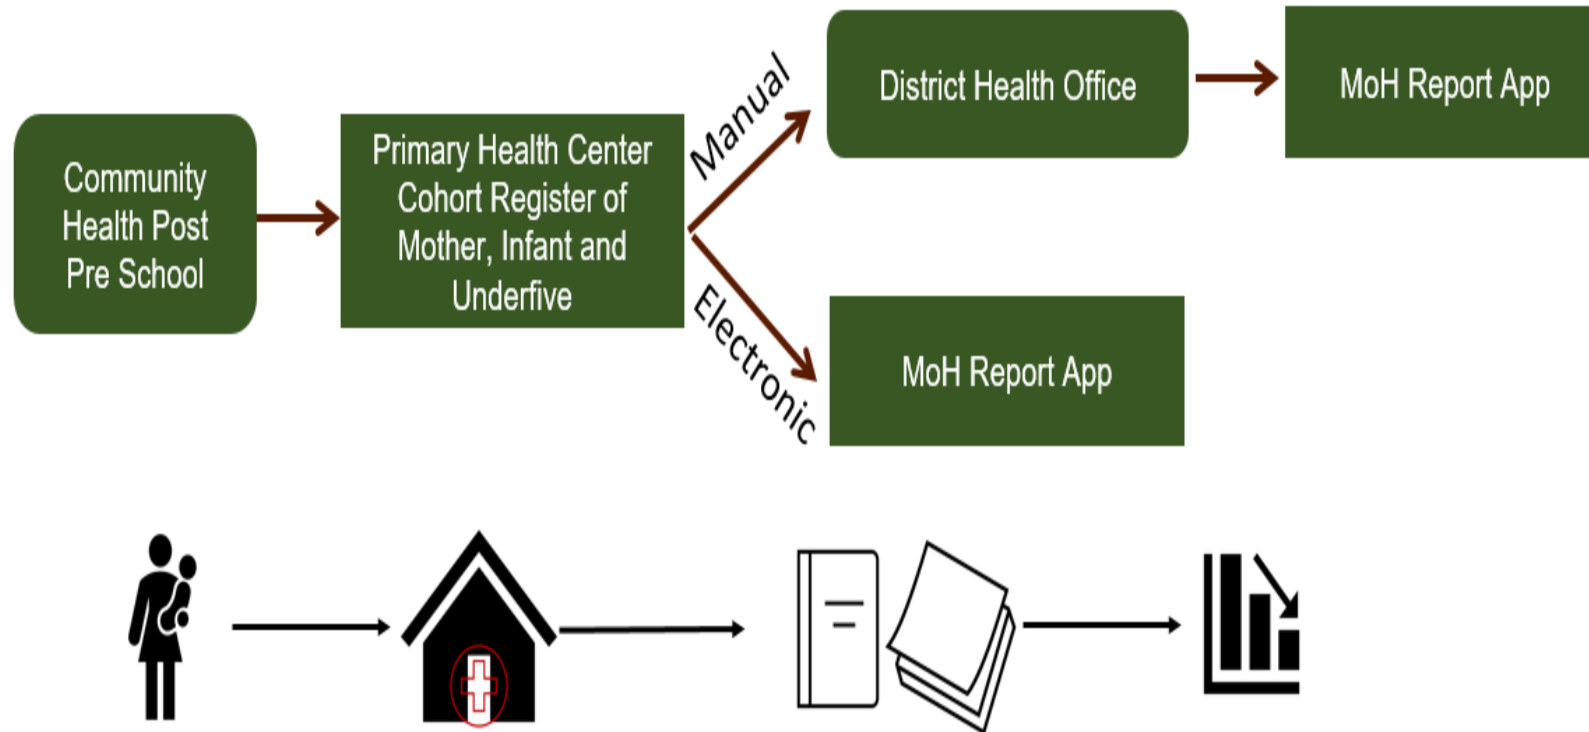 Community
Health Post
Pre School
Primary Health Center
Cohort Register of
Mother, Infant and
Underfive
Manual
Electronic
District Health Office
MoH Report App
MoH Report App